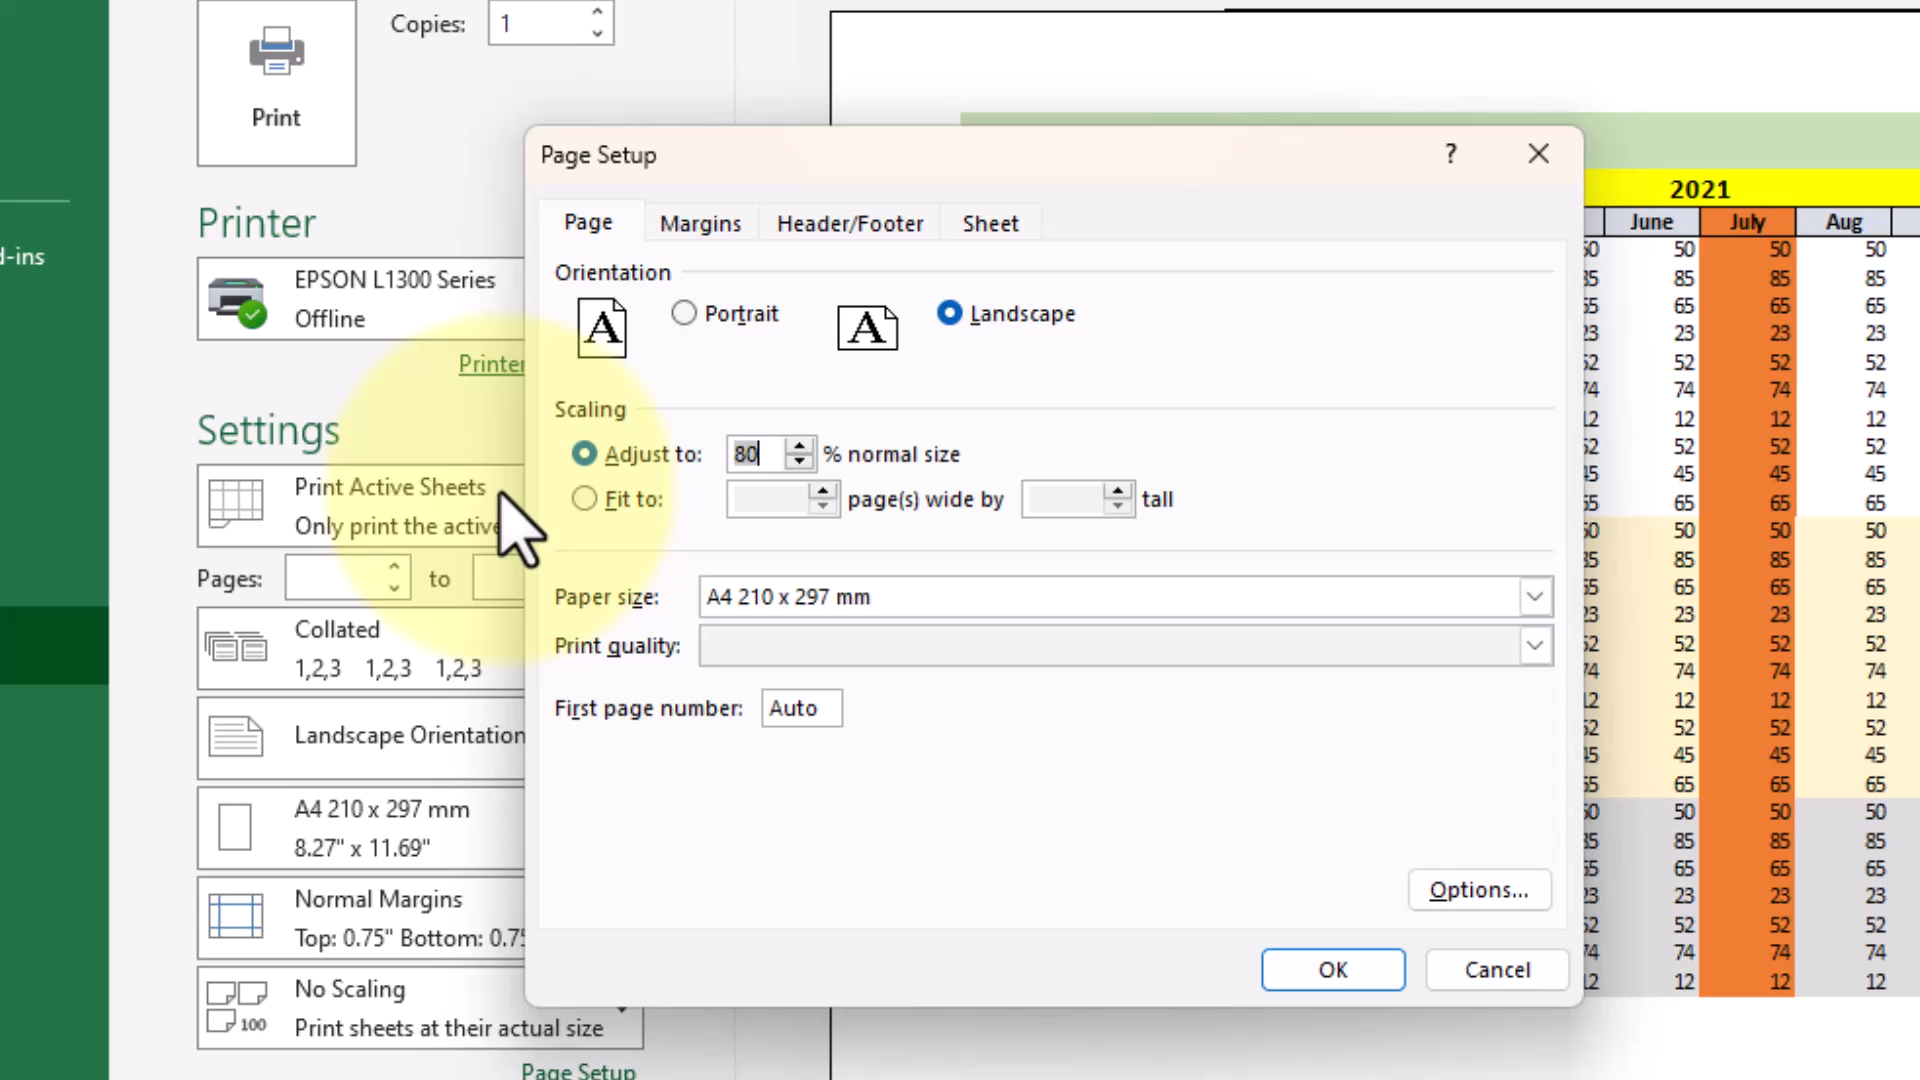 Copies: 1
Print
d-ins
Printer
EPSON L1300 Series
Offline
Printer
Settings
Print Active Sheets
Only print the active
Pages: to
Collated
1,2,3 1,2,3 1,2,3
Landscape Orientation
A4 210 x 297 mm
8.27" x 11.69"
Normal Margins
Top: 0.75" Bottom: 0.75
No Scaling
100
Print sheets at their actual size
Page Setup
Page Setup ?
Page Margins Header/Footer Sheet
Orientation
A Portrait A Landscape
Scaling
Adjust to: 80 % normal size
Fit to: page(s) wide by tall
Paper size: A4 210 x 297 mm
Print quality:
First page number: Auto
Options...
OK Cancel
2021
June July Aug
50 50 50
85 85 85
65 65 65
23 23 23
52 52 52
74 74 74
12 12 12
52 52 52
45 45 45
65 65 65
50 50 50
85 85 85
65 65 65
23 23 23
52 52 52
74 74 74
12 12 12
52 52 52
45 45 45
65 65 65
50 50 50
85 85 85
65 65 65
23 23 23
52 52 52
74 74 74
12 12 12